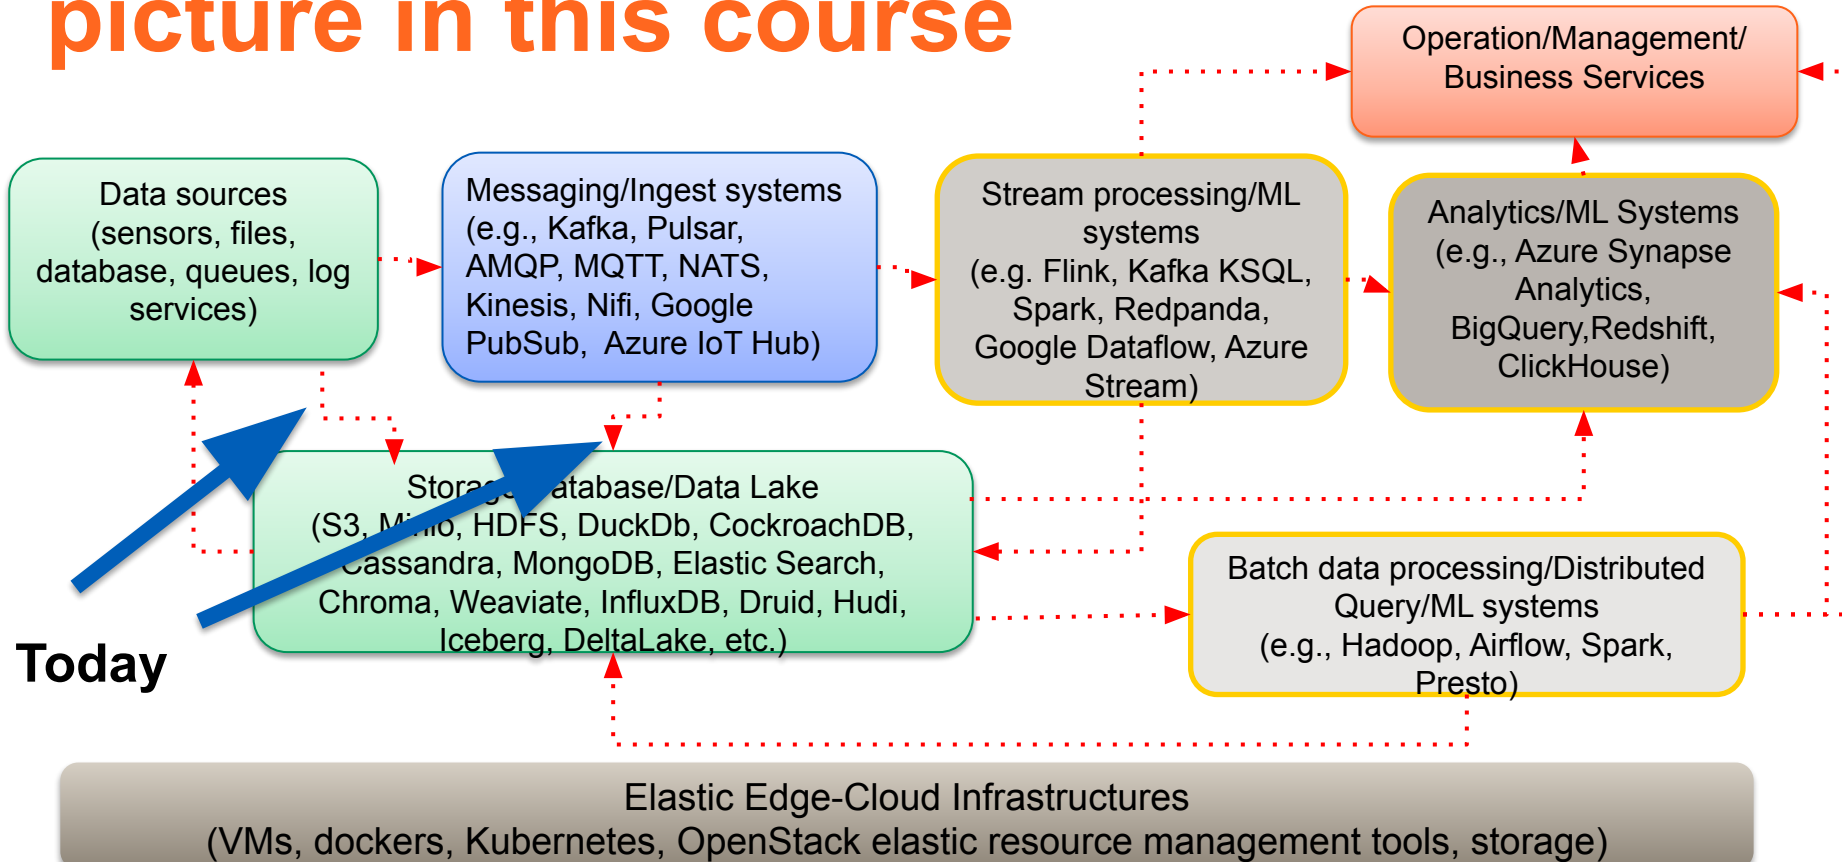 picture in this course
Operation/Management/
Business Services
Data sources
(sensors, files,
database, queues, log
services)
Messaging/Ingest systems
(e.g., Kafka, Pulsar,
AMQP, MQTT, NATS,
Kinesis, Nifi, Google
PubSub, Azure IoT Hub)
Stream processing/ML
systems
(e.g. Flink, Kafka KSQL,
Spark, Redpanda,
Google Dataflow, Azure
Stream)
Analytics/ML Systems
(e.g., Azure Synapse
Analytics,
BigQuery,Redshift,
ClickHouse)
Database/Data Lake
(S3, HDFS, DuckDb, CockroachDB,
Cassandra, MongoDB, Elastic Search,
Chroma, Weaviate, InfluxDB, Druid, Hudi,
Iceberg, DeltaLake, etc.)
Batch data processing/Distributed
Query/ML systems
(e.g., Hadoop, Airflow, Spark,
Presto)
Today
Elastic Edge-Cloud Infrastructures
(VMs, dockers, Kubernetes, OpenStack elastic resource management tools, storage)